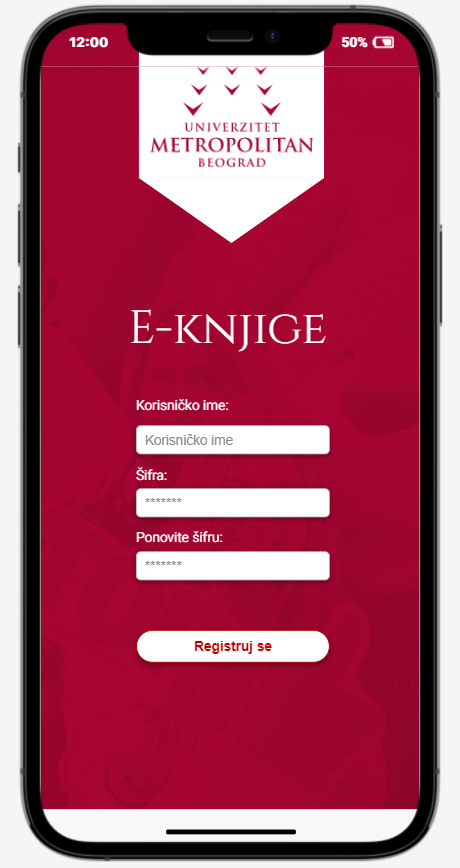 12:00
50%
UNIVERZITET
METROPOLITAN
BEOGRAD
E-KNJIGE
Korisničko ime:
Korisničko ime
Šifra:
*******
Ponovite šifru:
*******
Registruj se